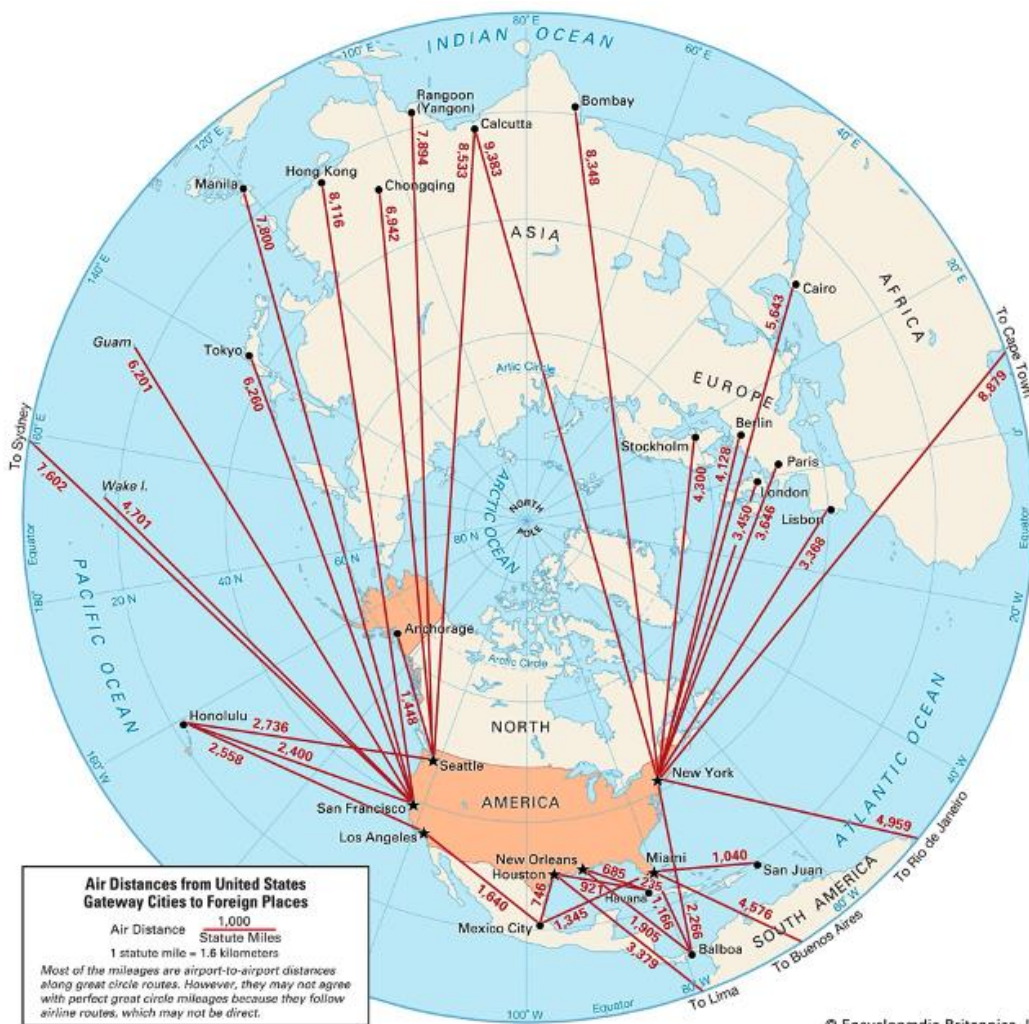 80° E
INDIAN OCEAN
100° E
60° E
Rangoon
(Yangon)
Bombay
Calcutta
120° E
40° E
7,894
8,533
9,383
8,348
Hong Kong
Manila
Chongqing
8,116
6,942
7,800
ASIA
140° E
20° E
AFRICA
Cairo
5,643
To Cape Town
Guam
Tokyo
6,201
6,260
Artic Circle
8,879
EUROPE
160° E
To Sydney
Berlin
0°
Stockholm
4,128
7,602
Paris
4,300
Wake I.
London
4,701
3,450
3,646
Lisbon
ARCTIC OCEAN
NORTH
POLE
Equator
Equator
80 N
3,368
60 N
PACIFIC OCEAN
40 N
180°
20 N
20° W
Anchorage
Arctic Circle
1,448
ATLANTIC OCEAN
Honolulu
2,736
NORTH
2,558
2,400
160° W
Seattle
New York
40° W
San Francisco
AMERICA
Los Angeles
4,959
To Rio de Janeiro
New Orleans
Miami
1,040
Houston
685
San Juan
Air Distances from United States
Gateway Cities to Foreign Places
927
235
746
Havana
60° W
1,640
1,166
4,576
SOUTH AMERICA
Air Distance 1,000
Statute Miles
Mexico City
1,345
1,905
2,266
To Buenos Aires
1 statute mile = 1.6 kilometers
3,379
Balboa
Most of the mileages are airport-to-airport distances
along great circle routes. However, they may not agree
with perfect great circle mileages because they follow
airline routes, which may not be direct.
80° W
To Lima
Equator
100° W
© Encyclopædia Britannica, I